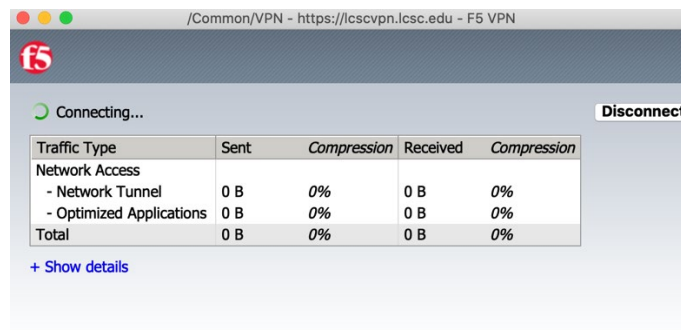 /Common/VPN - https://lcscvpn.lcsc.edu - F5 VPN
f5
Connecting...
Disconnect
Traffic Type Sent Compression Received Compression
Network Access
- Network Tunnel 0 B 0% 0 B 0%
- Optimized Applications 0 B 0% 0 B 0%
Total 0 B 0% 0 B 0%
+ Show details